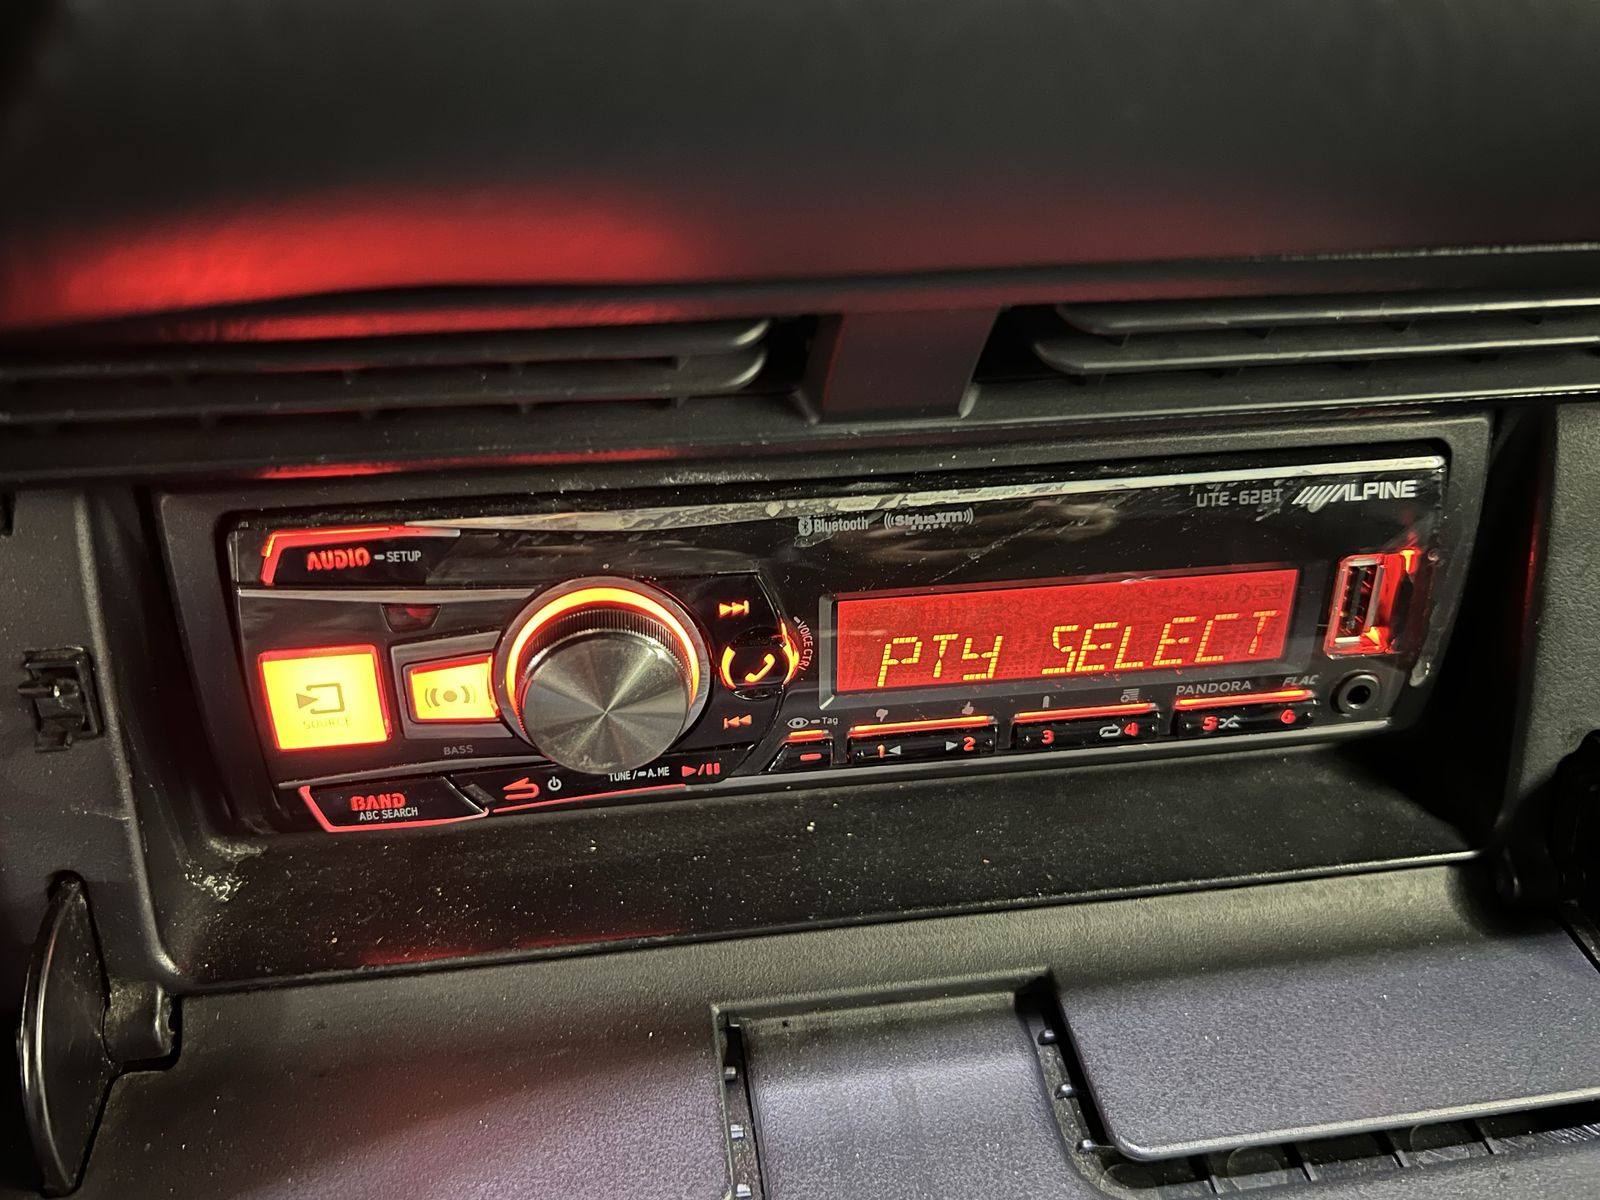 UTE-62BT ALPINE
Bluetooth SiriusXM
READY
AUDIO SETUP
VOICE CTRL
PTY SELECT
SOURCE
Tag
PANDORA FLAC
1 2 3 4 5 6
BASS
TUNE/ A.ME
BAND
ABC SEARCH